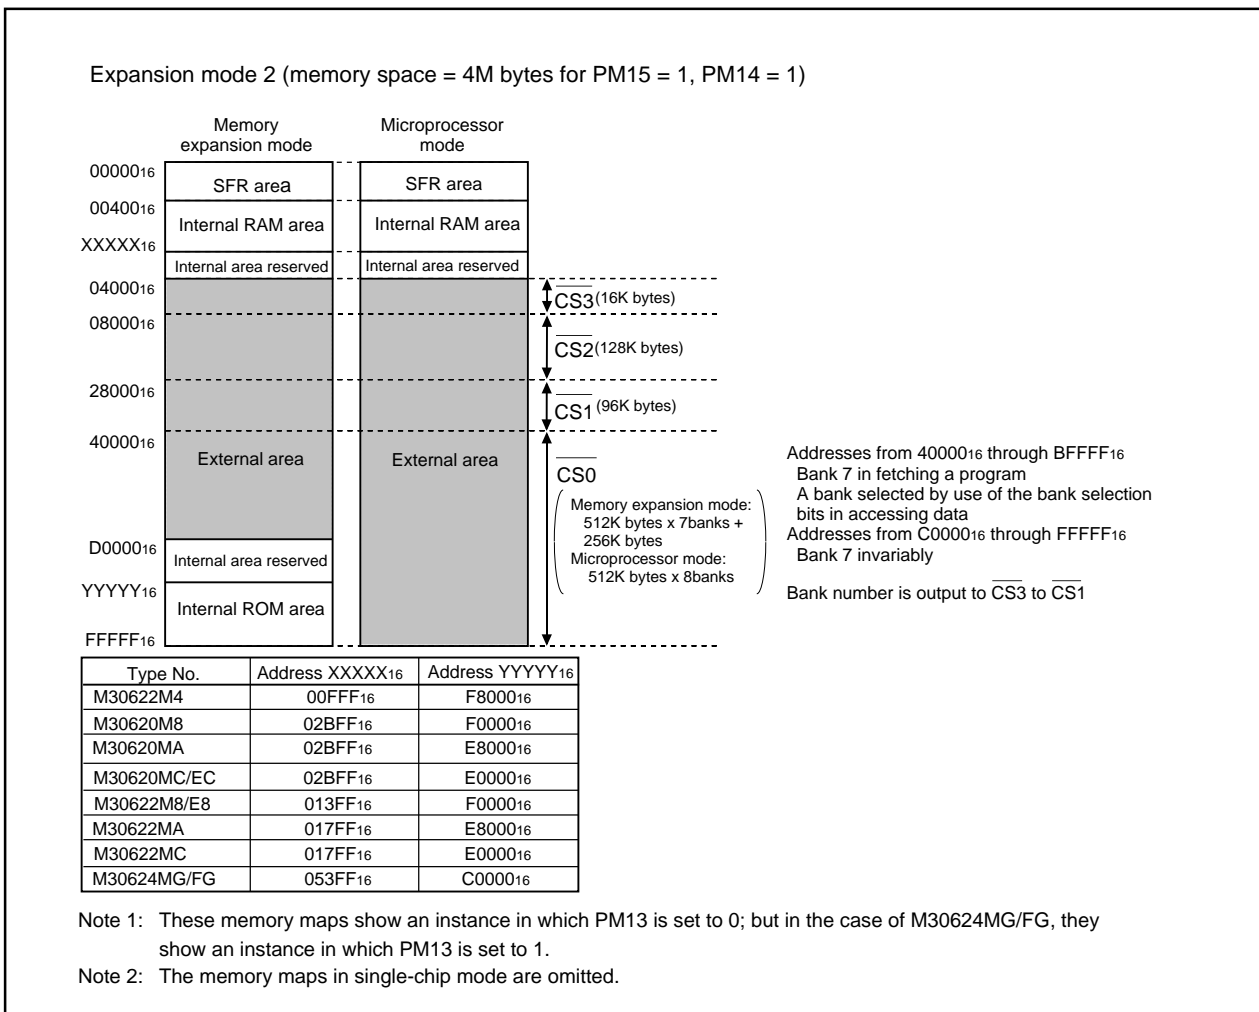 Expansion mode 2 (memory space = 4M bytes for PM15 = 1, PM14 = 1)
Memory
expansion mode
Microprocessor
mode
0000016
SFR area
SFR area
0040016
Internal RAM area
Internal RAM area
XXXXX16
Internal area reserved
Internal area reserved
0400016
CS3 (16K bytes)
0800016
CS2 (128K bytes)
2800016
CS1 (96K bytes)
4000016
External area
External area
CS0
Memory expansion mode:
512K bytes x 7banks +
256K bytes
Microprocessor mode:
512K bytes x 8banks
Addresses from 4000016 through BFFFF16
Bank 7 in fetching a program
A bank selected by use of the bank selection
bits in accessing data
Addresses from C000016 through FFFFF16
Bank 7 invariably
Bank number is output to CS3 to CS1
D000016
Internal area reserved
YYYYY16
Internal ROM area
FFFFF16
Type No. Address XXXXX16 Address YYYYY16
M30622M4 00FFF16 F800016
M30620M8 02BFF16 F000016
M30620MA 02BFF16 E800016
M30620MC/EC 02BFF16 E000016
M30622M8/E8 013FF16 F000016
M30622MA 017FF16 E800016
M30622MC 017FF16 E000016
M30624MG/FG 053FF16 C000016
Note 1: These memory maps show an instance in which PM13 is set to 0; but in the case of M30624MG/FG, they
show an instance in which PM13 is set to 1.
Note 2: The memory maps in single-chip mode are omitted.